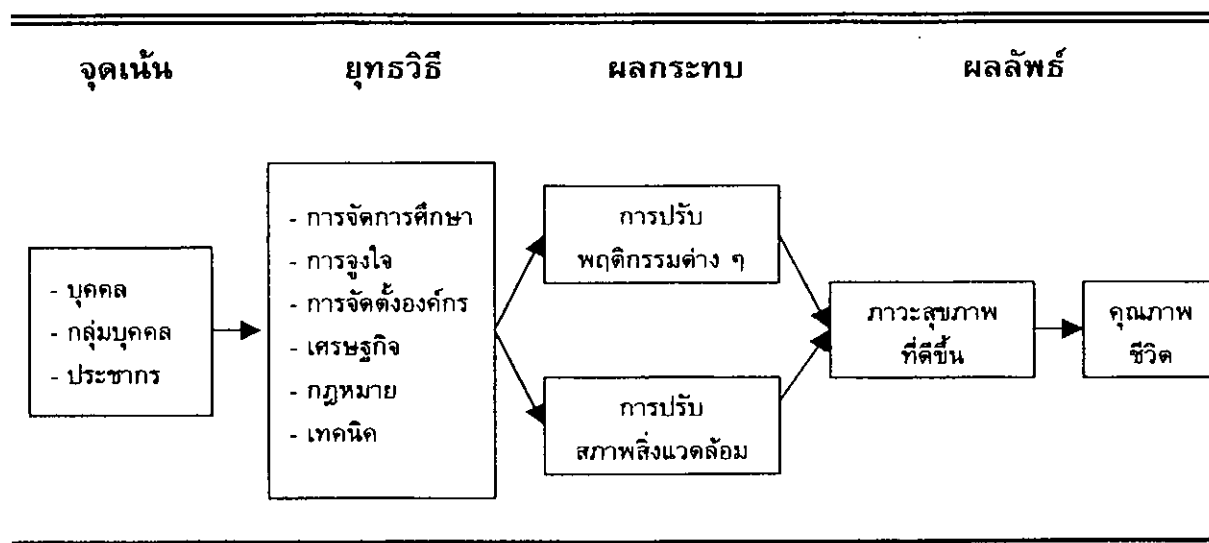 จุดเน้น ยุทธวิธี ผลกระทบ ผลลัพธ์
- บุคคล
- กลุ่มบุคคล
- ประชากร
- การจัดการศึกษา
- การจูงใจ
- การจัดตั้งองค์กร
- เศรษฐกิจ
- กฎหมาย
- เทคนิค
การปรับ
พฤติกรรมต่าง ๆ
การปรับ
สภาพสิ่งแวดล้อม
ภาวะสุขภาพ
ที่ดีขึ้น
คุณภาพ
ชีวิต